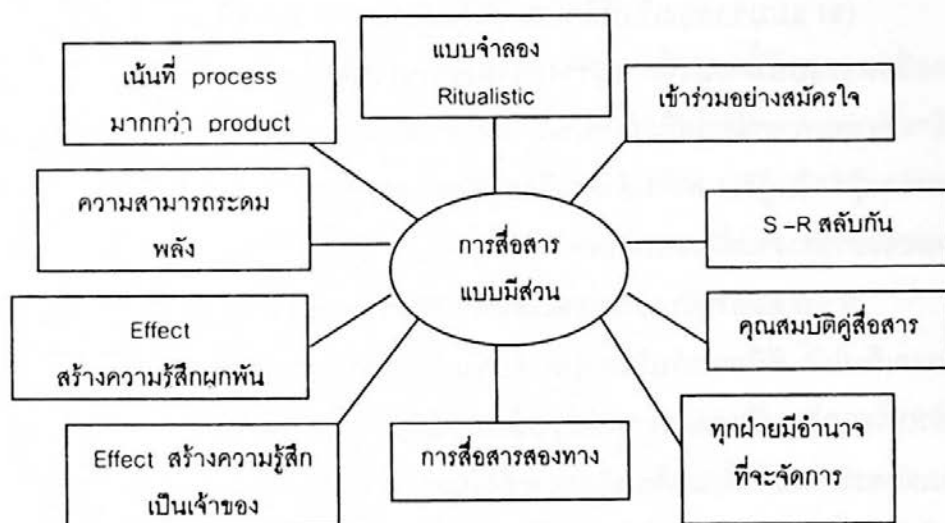 แบบจำลอง
Ritualistic
เน้นที่ process
มากกว่า product
เข้าร่วมอย่างสมัครใจ
ความสามารถระดม
พลัง
การสื่อสาร
แบบมีส่วน
S –R สลับกัน
Effect
สร้างความรู้สึกผูกพัน
คุณสมบัติคู่สื่อสาร
Effect สร้างความรู้สึก
เป็นเจ้าของ
การสื่อสารสองทาง
ทุกฝ่ายมีอำนาจ
ที่จะจัดการ